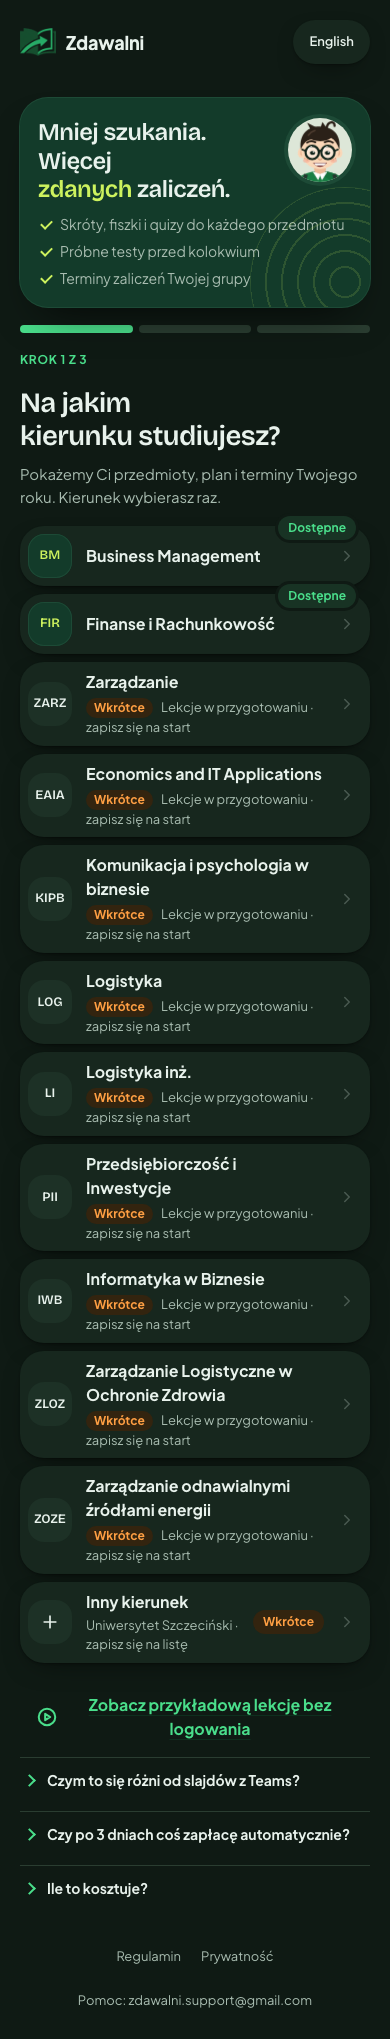 Zdawalni
English
Mniej szukania.
Więcej
zdanych zaliczeń.
Skróty, fiszki i quizy do każdego przedmiotu
Próbne testy przed kolokwium
Terminy zaliczeń Twojej grupy
KROK 1 Z 3
Na jakim
kierunku studiujesz?
Pokażemy Ci przedmioty, plan i terminy Twojego
roku. Kierunek wybierasz raz.
Dostępne
BM
Business Management
Dostępne
FIR
Finanse i Rachunkowość
ZARZ
Zarządzanie
Wkrótce Lekcje w przygotowaniu ·
zapisz się na start
EAIA
Economics and IT Applications
Wkrótce Lekcje w przygotowaniu ·
zapisz się na start
KIPB
Komunikacja i psychologia w
biznesie
Wkrótce Lekcje w przygotowaniu ·
zapisz się na start
LOG
Logistyka
Wkrótce Lekcje w przygotowaniu ·
zapisz się na start
LI
Logistyka inż.
Wkrótce Lekcje w przygotowaniu ·
zapisz się na start
PII
Przedsiębiorczość i
Inwestycje
Wkrótce Lekcje w przygotowaniu ·
zapisz się na start
IWB
Informatyka w Biznesie
Wkrótce Lekcje w przygotowaniu ·
zapisz się na start
ZLOZ
Zarządzanie Logistyczne w
Ochronie Zdrowia
Wkrótce Lekcje w przygotowaniu ·
zapisz się na start
ZOZE
Zarządzanie odnawialnymi
źródłami energii
Wkrótce Lekcje w przygotowaniu ·
zapisz się na start
Inny kierunek
Uniwersytet Szczeciński ·
zapisz się na listę
Wkrótce
Zobacz przykładową lekcję bez
logowania
Czym to się różni od slajdów z Teams?
Czy po 3 dniach coś zapłacę automatycznie?
Ile to kosztuje?
Regulamin Prywatność
Pomoc: zdawalni.support@gmail.com